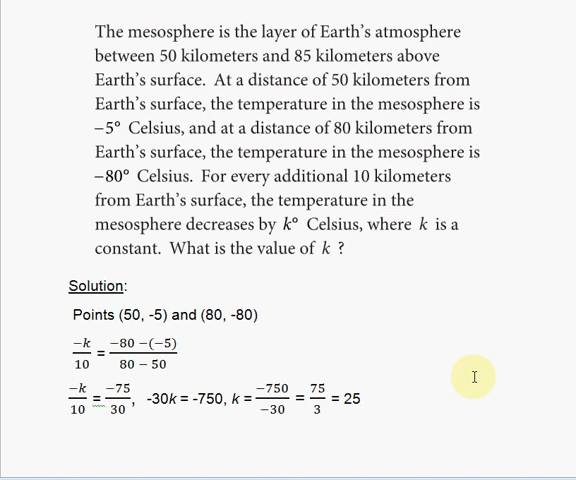 The mesosphere is the layer of Earth’s atmosphere
between 50 kilometers and 85 kilometers above
Earth’s surface. At a distance of 50 kilometers from
Earth’s surface, the temperature in the mesosphere is
−5° Celsius, and at a distance of 80 kilometers from
Earth’s surface, the temperature in the mesosphere is
−80° Celsius. For every additional 10 kilometers
from Earth’s surface, the temperature in the
mesosphere decreases by k° Celsius, where k is a
constant. What is the value of k ?
Solution:
Points (50, -5) and (80, -80)
−k/10 = −80 −(−5)/80 − 50
−k/10 = −75/30, -30k = -750, k = −750/−30 = 75/3 = 25